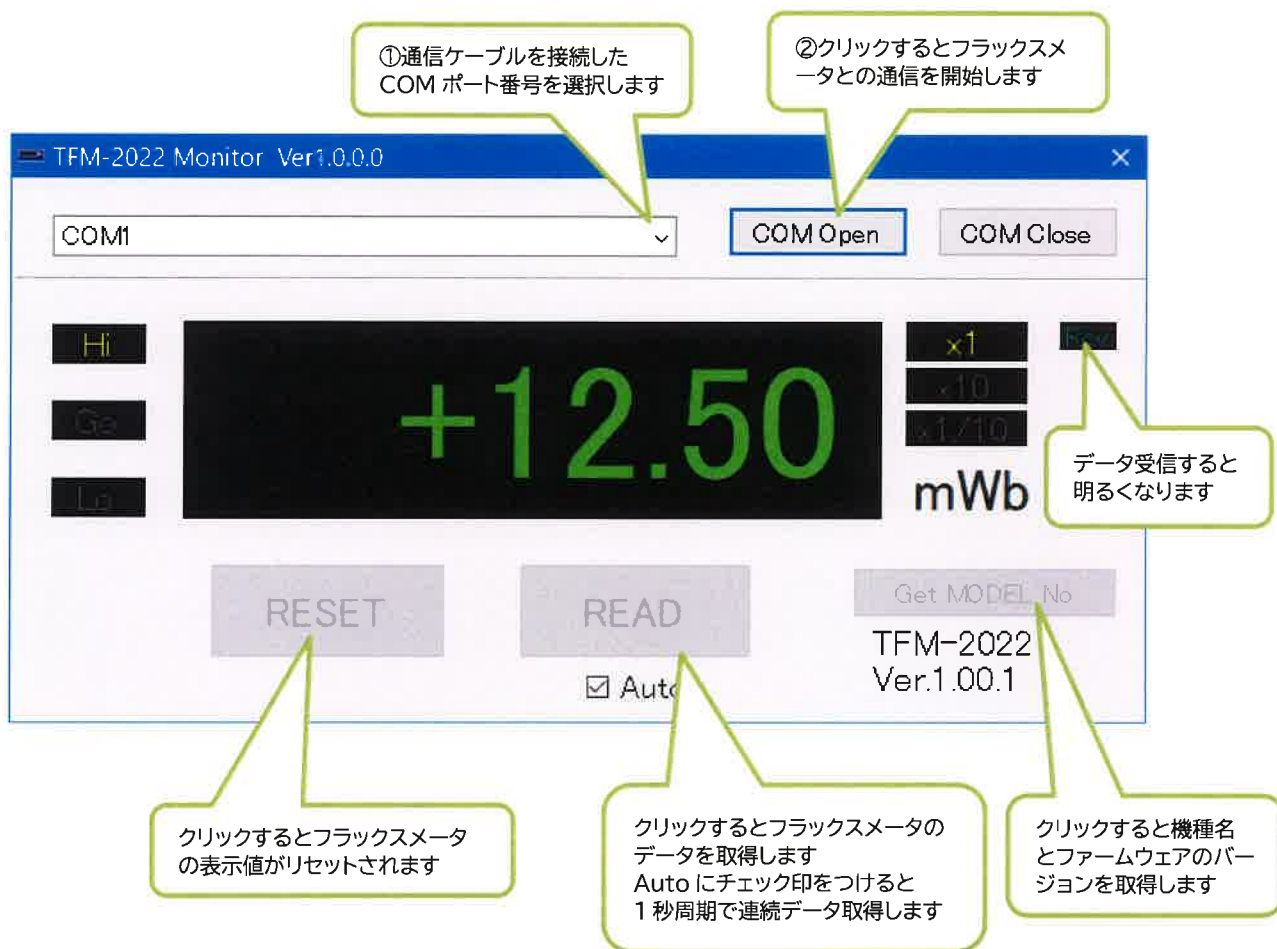 ①通信ケーブルを接続した
COM ポート番号を選択します
②クリックするとフラックスメ
ータとの通信を開始します
TFM-2022 Monitor Ver1.0.0.0
COM1
COM Open
COM Close
Hi
+12.50
x1
Go
x10
x1/10
Lo
mWb
データ受信すると
明るくなります
RESET
READ
Get MODEL No
TFM-2022
Ver.1.00.1
Auto
クリックするとフラックスメータ
の表示値がリセットされます
クリックするとフラックスメータの
データを取得します
Auto にチェック印をつけると
1 秒周期で連続データ取得します
クリックすると機種名
とファームウェアのバー
ジョンを取得します